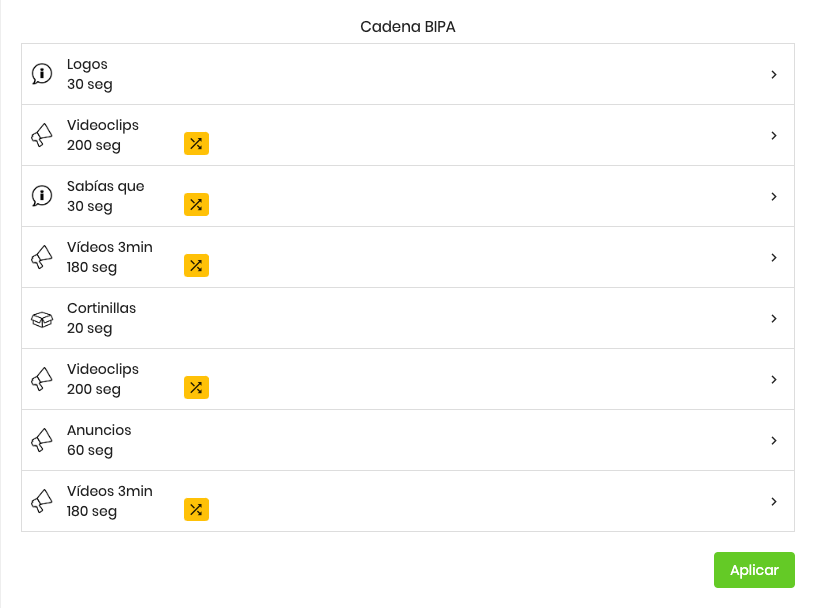 Cadena BIPA
Logos
30 seg
Videoclips
200 seg
Sabías que
30 seg
Vídeos 3min
180 seg
Cortinillas
20 seg
Videoclips
200 seg
Anuncios
60 seg
Vídeos 3min
180 seg
Aplicar